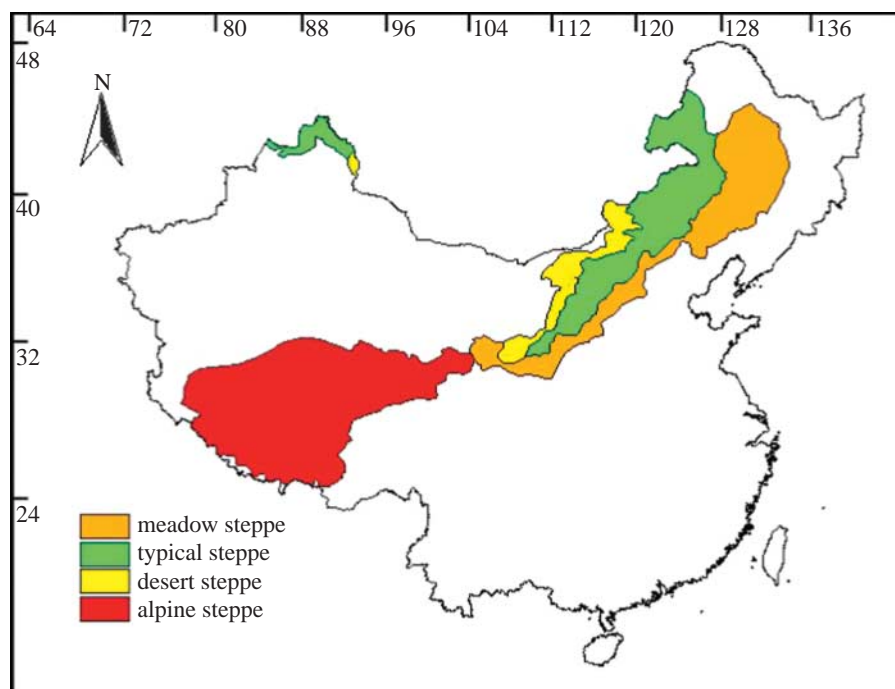 64 72 80 88 96 104 112 120 128 136
48
N
40
32
24
meadow steppe
typical steppe
desert steppe
alpine steppe